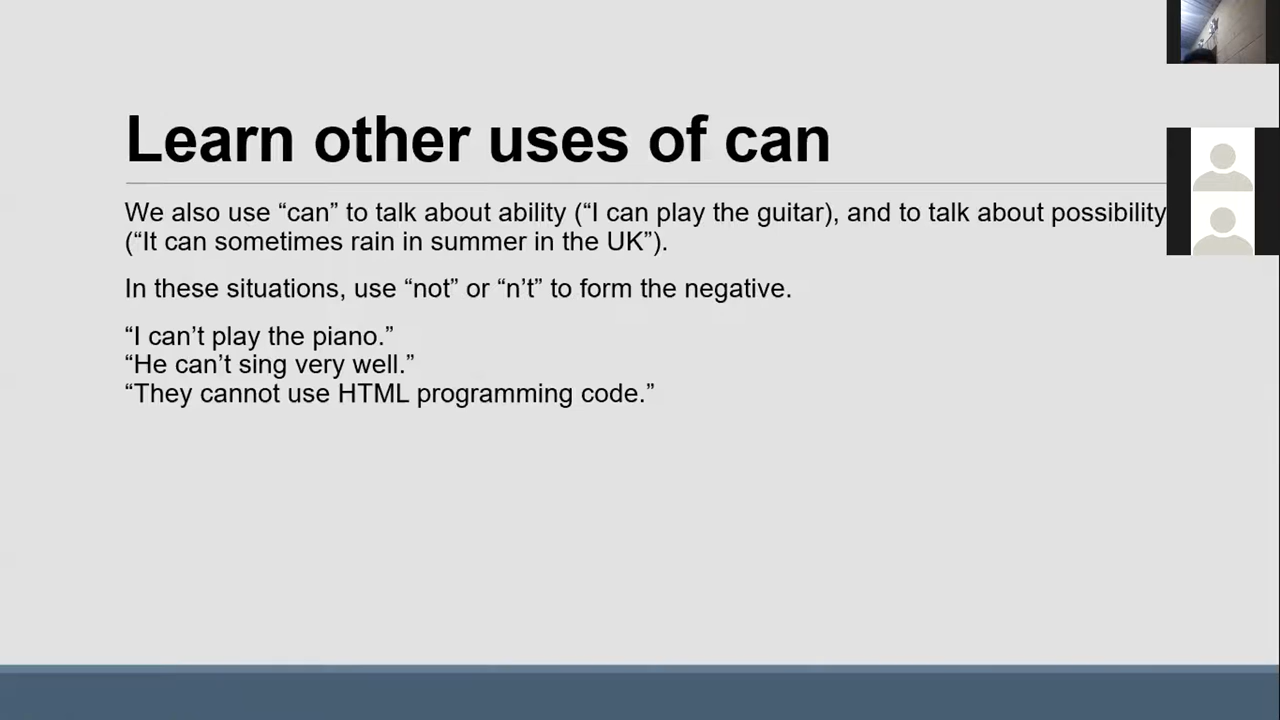 Learn other uses of can
We also use “can” to talk about ability (“I can play the guitar), and to talk about possibility
(“It can sometimes rain in summer in the UK”).
In these situations, use “not” or “n’t” to form the negative.
“I can’t play the piano.”
“He can’t sing very well.”
“They cannot use HTML programming code.”